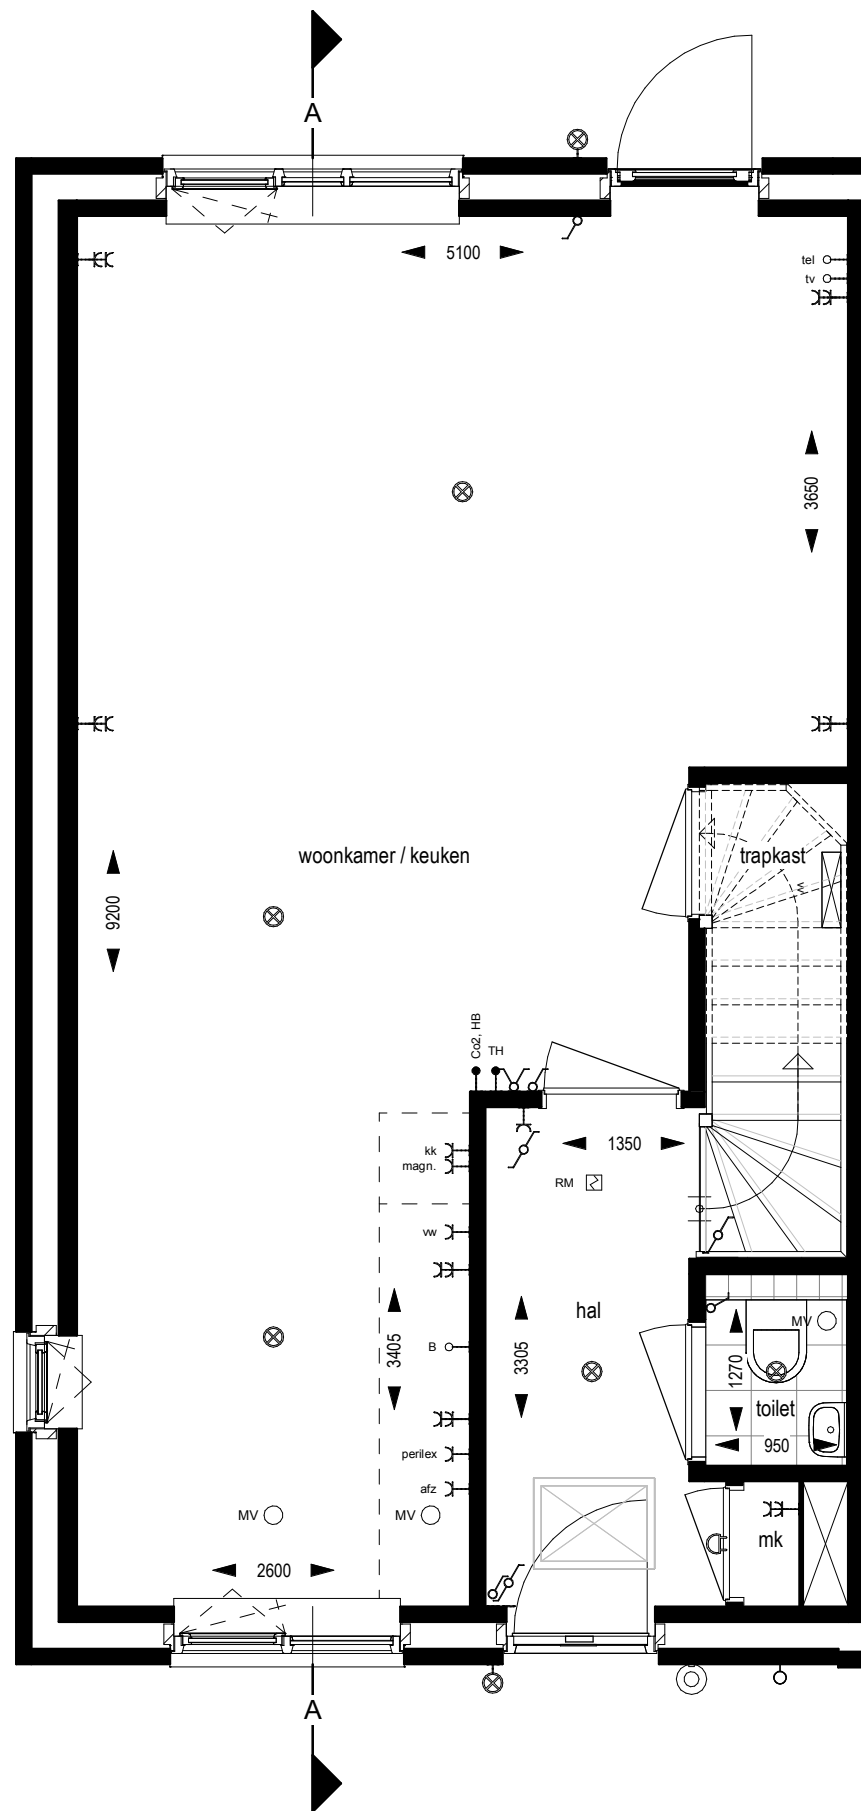 A
5100
tel
tv
3650
woonkamer / keuken
trapkast
9200
Co2, HB
TH
kk
magn.
1350
RM
vw
hal
MV
3405
3305
B
1270
toilet
950
perilex
afz
MV
MV
mk
2600
A